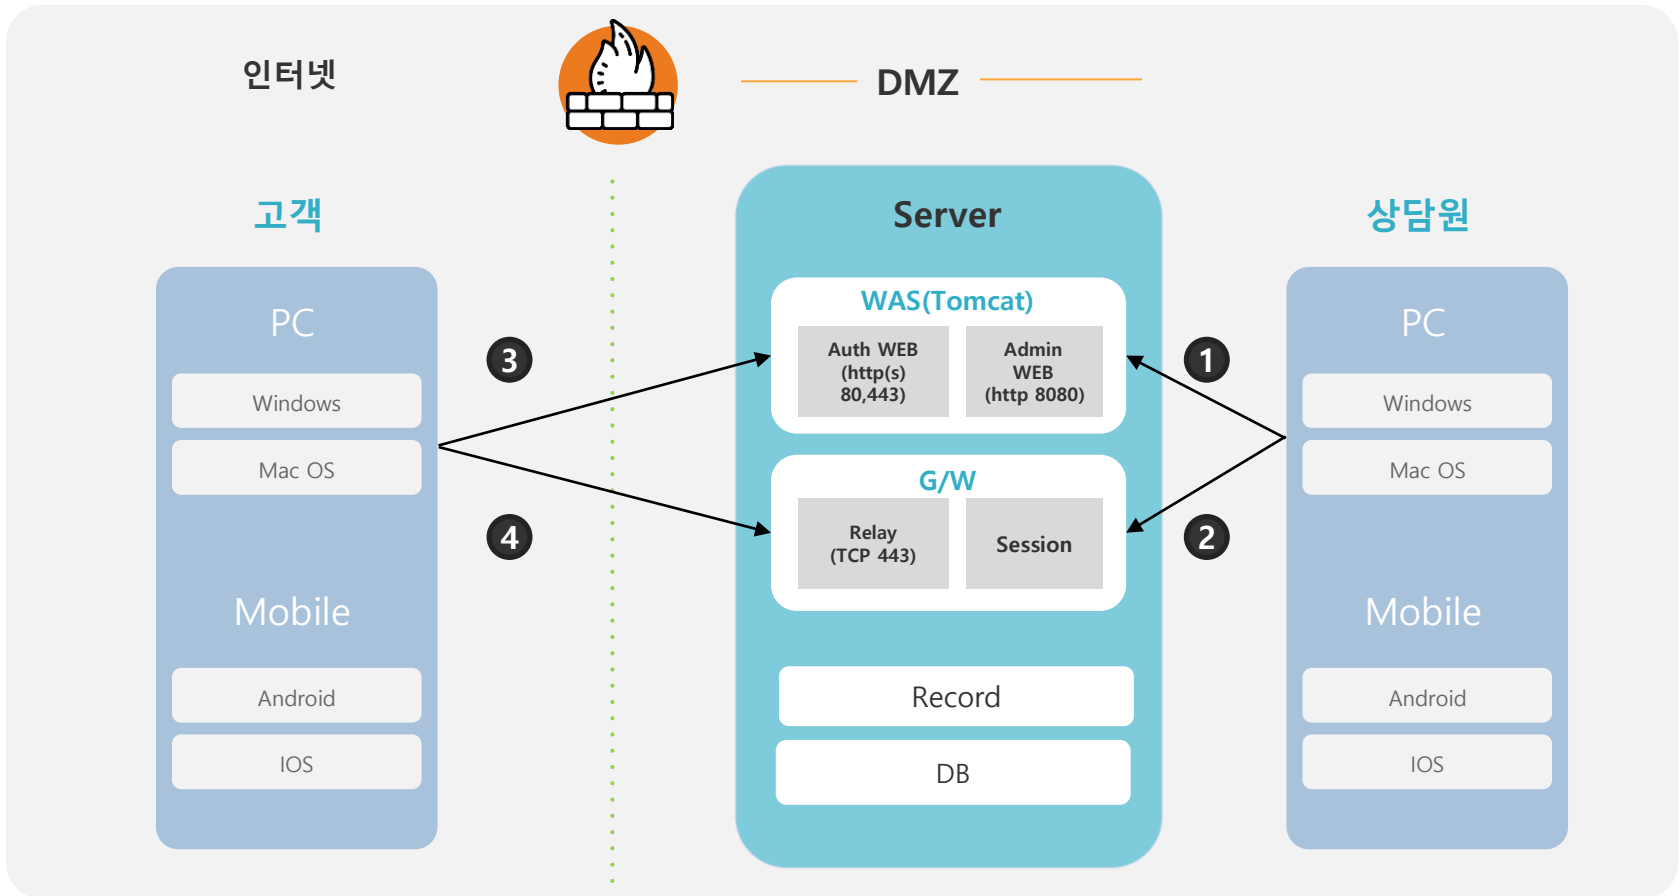 인터넷
DMZ
고객
Server
상담원
PC
Windows
Mac OS
Mobile
Android
IOS
3
4
WAS(Tomcat)
Auth WEB
(http(s)
80,443)
Admin
WEB
(http 8080)
G/W
Relay
(TCP 443)
Session
Record
DB
1
2
PC
Windows
Mac OS
Mobile
Android
IOS